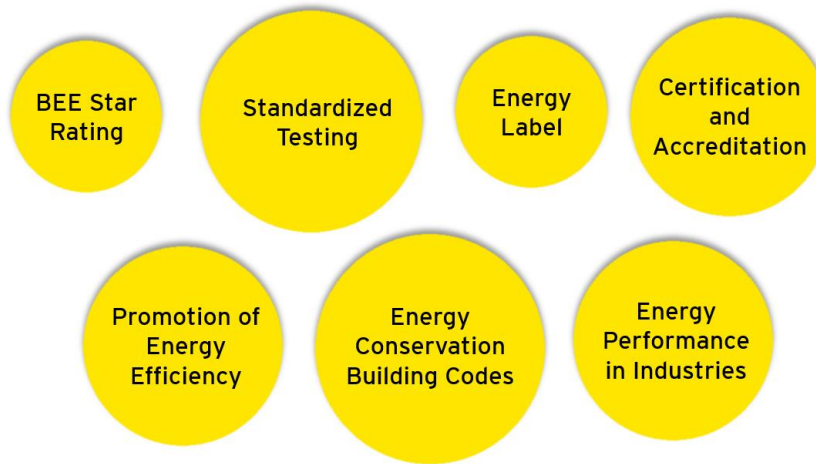 BEE Star
Rating
Standardized
Testing
Energy
Label
Certification
and
Accreditation
Promotion of
Energy
Efficiency
Energy
Conservation
Building Codes
Energy
Performance
in Industries